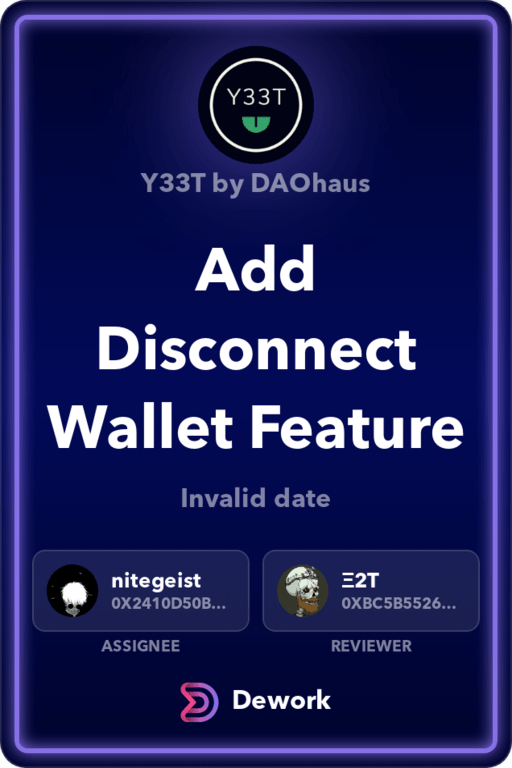 Y33T
Y33T by DAOhaus
Add
Disconnect
Wallet Feature
Invalid date
nitegeist
0X2410D50B...
Ξ2T
0XBC5B5526...
ASSIGNEE
REVIEWER
Dework